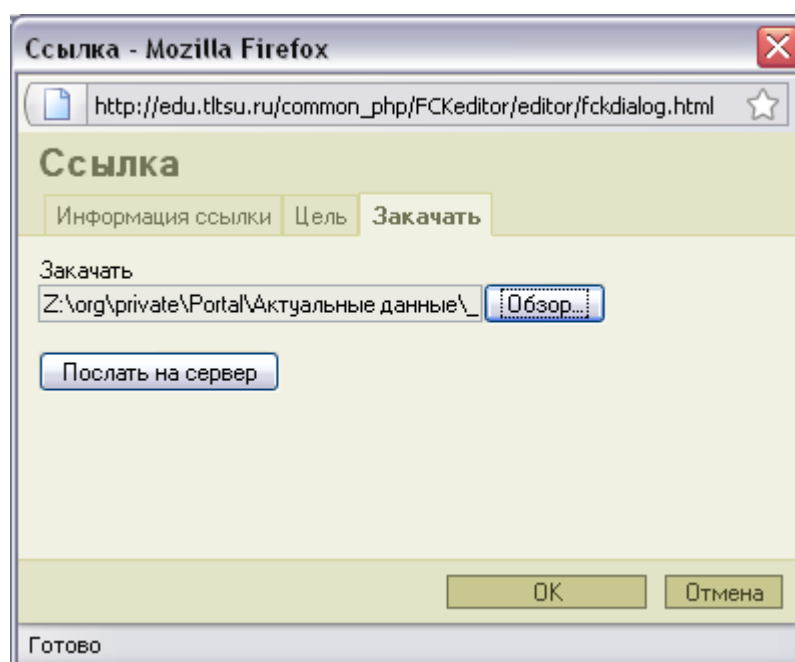 Ссылка - Mozilla Firefox
http://edu.tltsu.ru/common_php/FCKeditor/editor/fckdialog.html
Ссылка
Информация ссылки Цель Закачать
Закачать
Z:\org\private\Portal\Актуальные данные\_ Обзор...
Послать на сервер
OK Отмена
Готово